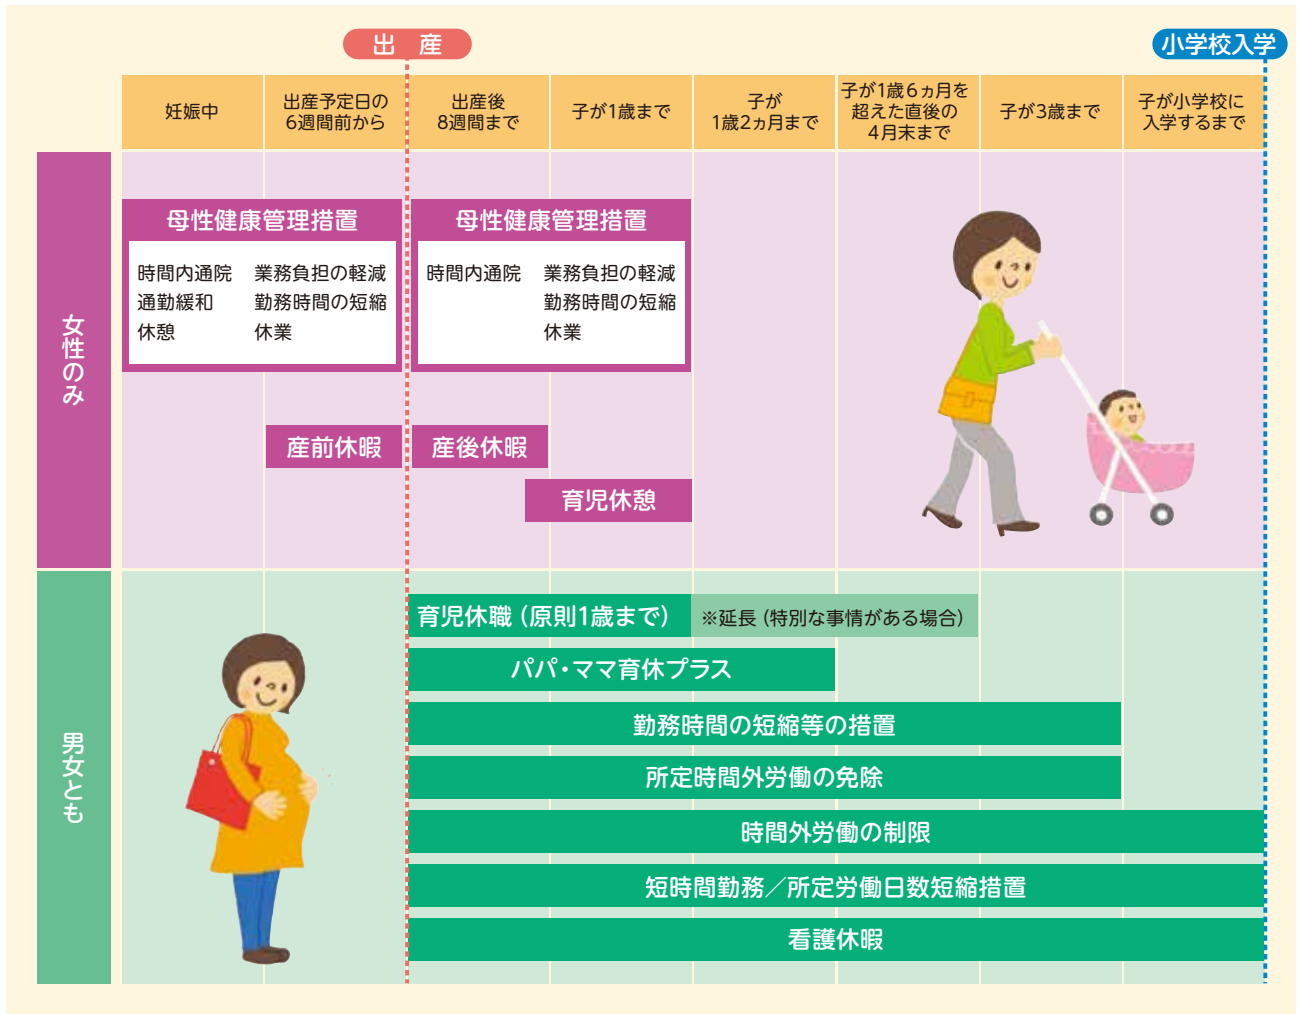 出　産
小学校入学
妊娠中
出産予定日の
6週間前から
出産後
8週間まで
子が1歳まで
子が
1歳2ヵ月まで
子が1歳6ヵ月を
超えた直後の
4月末まで
子が3歳まで
子が小学校に
入学するまで
女性のみ
母性健康管理措置
時間内通院　業務負担の軽減
通勤緩和　勤務時間の短縮
休憩　休業
母性健康管理措置
時間内通院　業務負担の軽減
勤務時間の短縮
休業
産前休暇
産後休暇
育児休憩
男女とも
育児休職（原則1歳まで）
※延長（特別な事情がある場合）
パパ・ママ育休プラス
勤務時間の短縮等の措置
所定時間外労働の免除
時間外労働の制限
短時間勤務／所定労働日数短縮措置
看護休暇